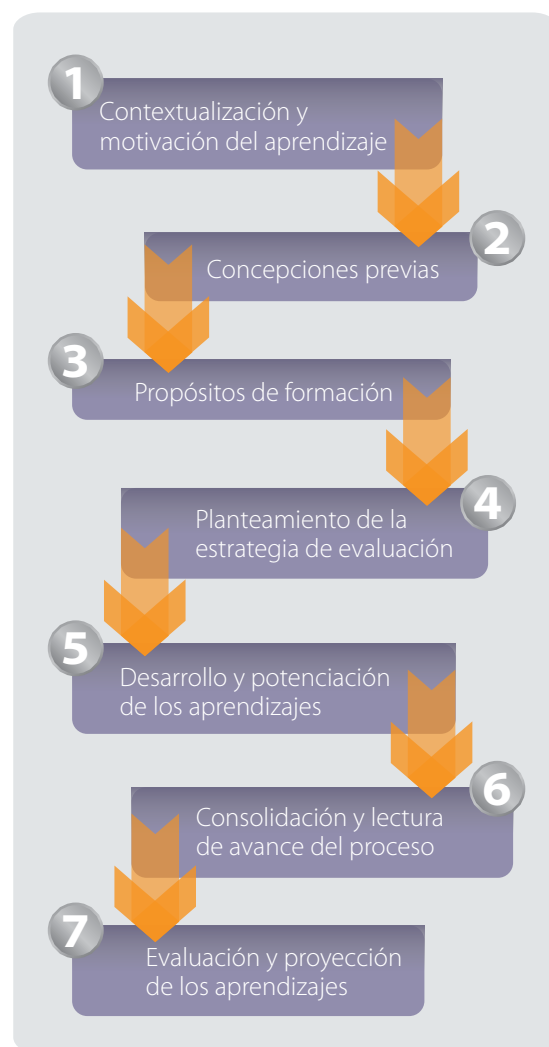 1
Contextualización y
motivación del aprendizaje
2
Concepciones previas
3
Propósitos de formación
4
Planteamiento de la
estrategia de evaluación
5
Desarrollo y potenciación
de los aprendizajes
6
Consolidación y lectura
de avance del proceso
7
Evaluación y proyección
de los aprendizajes